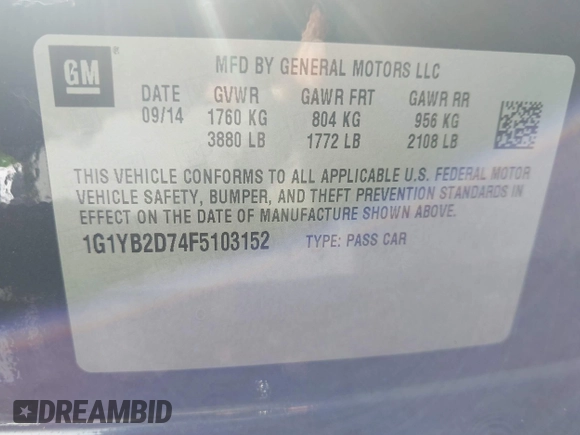 GM
MFD BY GENERAL MOTORS LLC
DATE GVWR GAWR FRT GAWR RR
09/14 1760 KG 804 KG 956 KG
3880 LB 1772 LB 2108 LB
THIS VEHICLE CONFORMS TO ALL APPLICABLE U.S. FEDERAL MOTOR
VEHICLE SAFETY, BUMPER, AND THEFT PREVENTION STANDARDS IN
EFFECT ON THE DATE OF MANUFACTURE SHOWN ABOVE.
1G1YB2D74F5103152 TYPE: PASS CAR
DREAMBID